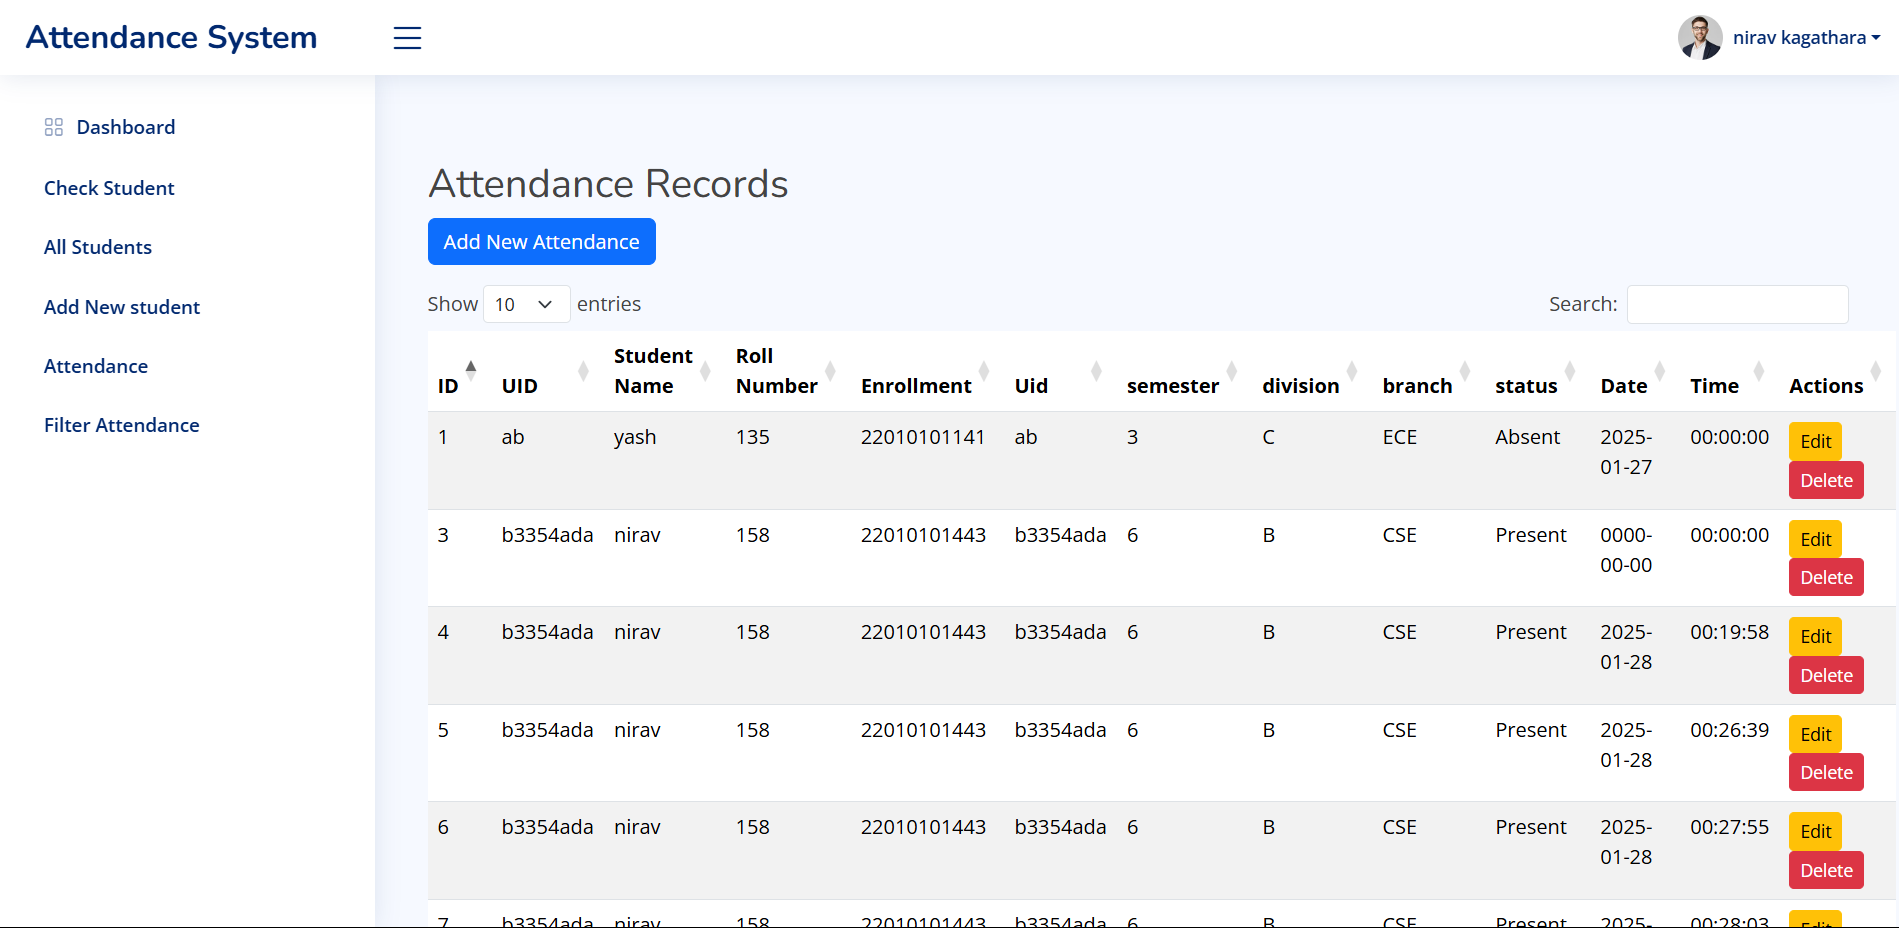 Attendance System
nirav kagathara
Dashboard
Check Student
All Students
Add New student
Attendance
Filter Attendance
Attendance Records
Add New Attendance
Show 10 entries
Search:
ID UID Student Name Roll Number Enrollment Uid semester division branch status Date Time Actions
1 ab yash 135 22010101141 ab 3 C ECE Absent 2025-01-27 00:00:00 Edit
Delete
3 b3354ada nirav 158 22010101443 b3354ada 6 B CSE Present 0000-00-00 00:00:00 Edit
Delete
4 b3354ada nirav 158 22010101443 b3354ada 6 B CSE Present 2025-01-28 00:19:58 Edit
Delete
5 b3354ada nirav 158 22010101443 b3354ada 6 B CSE Present 2025-01-28 00:26:39 Edit
Delete
6 b3354ada nirav 158 22010101443 b3354ada 6 B CSE Present 2025-01-28 00:27:55 Edit
Delete
7 b3354ada nirav 158 22010101443 b3354ada 6 B CSE Present 2025- 00:28:03 Edit